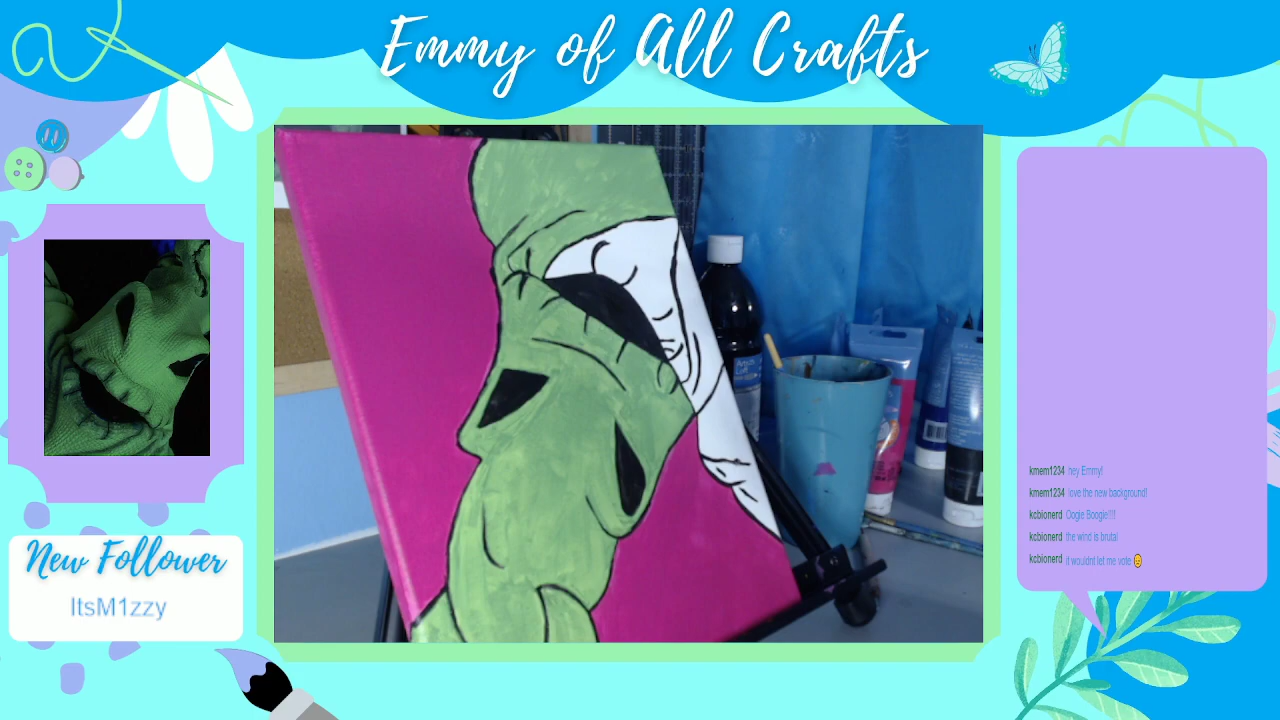 Emmy of All Crafts
New Follower
ItsM1zzy
kmem1234 hey Emmy!
kmem1234 love the new background!
kcbionerd Oogie Boogie!!!!
kcbionerd the wind is brutal
kcbionerd it wouldnt let me vote